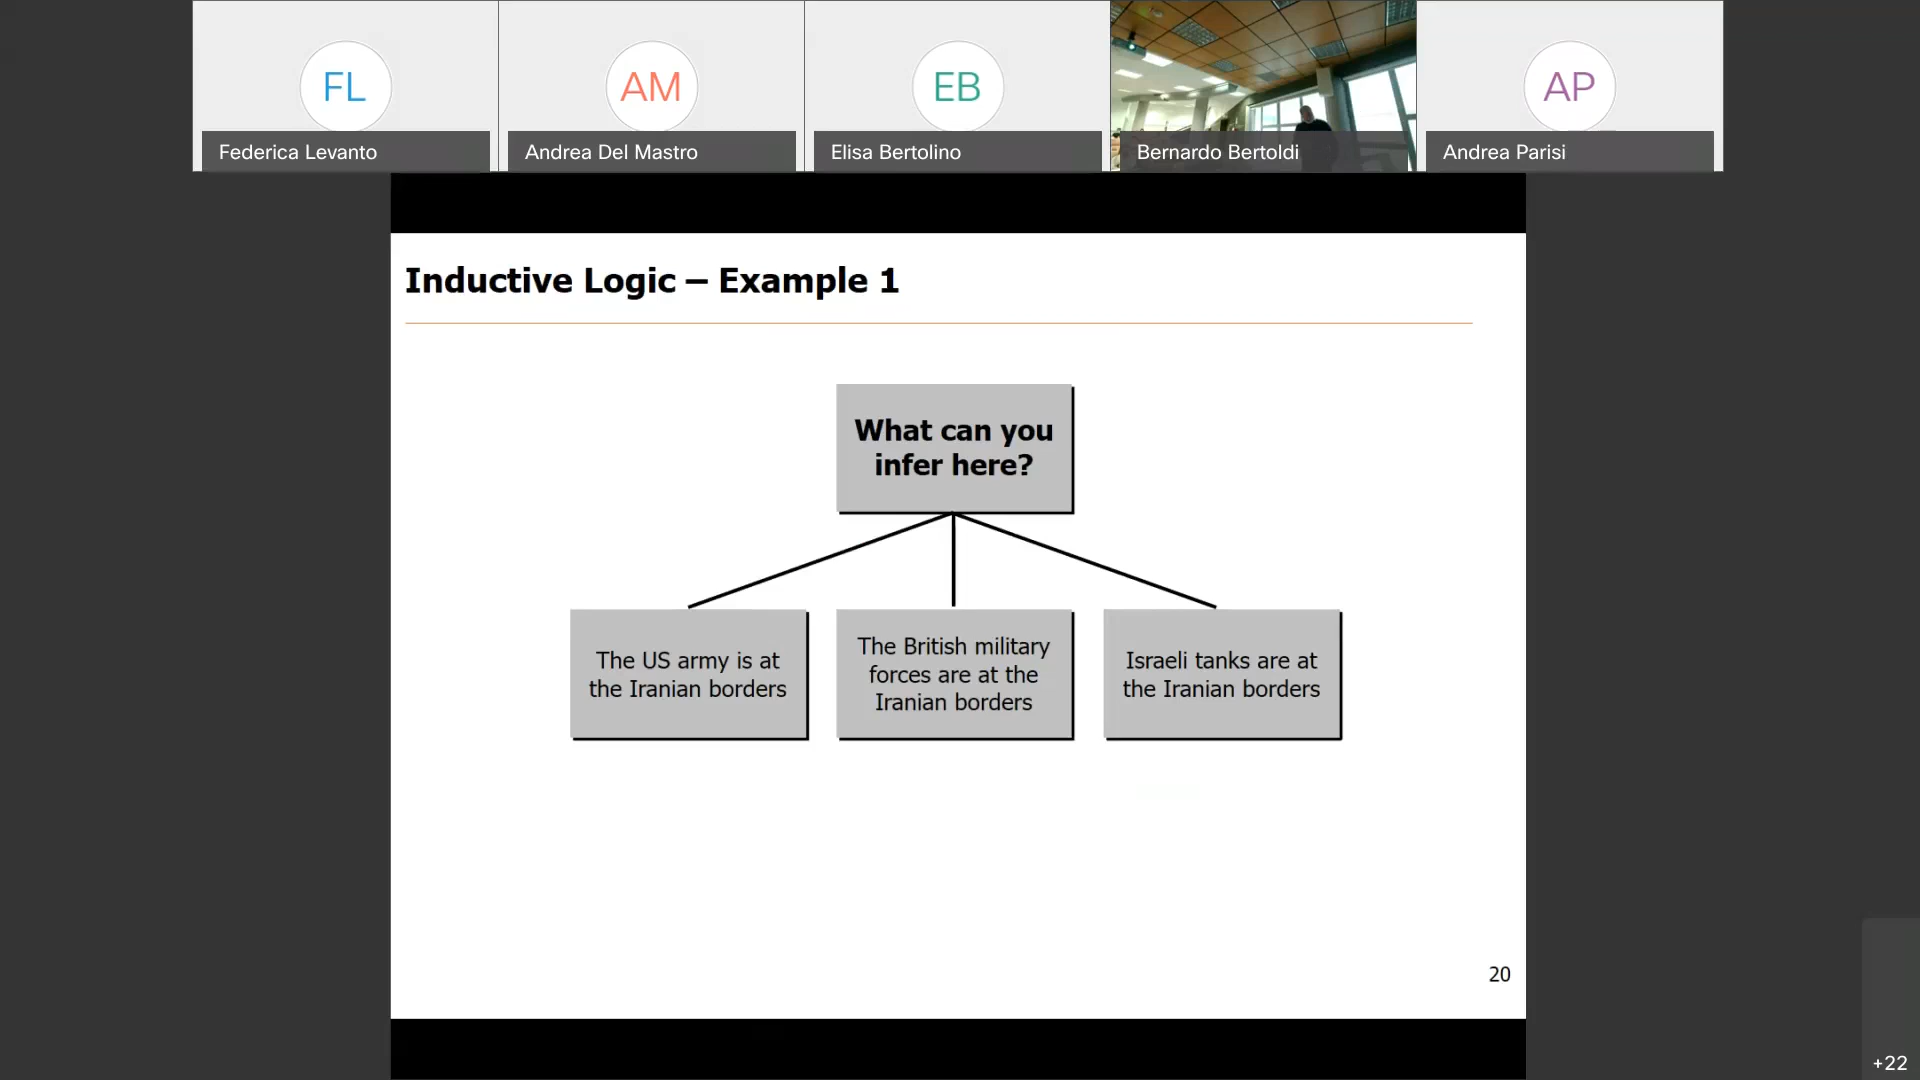 FL
AM
EB
AP
Federica Levanto
Andrea Del Mastro
Elisa Bertolino
Bernardo Bertoldi
Andrea Parisi
Inductive Logic – Example 1
What can you
infer here?
The US army is at
the Iranian borders
The British military
forces are at the
Iranian borders
Israeli tanks are at
the Iranian borders
20
+22